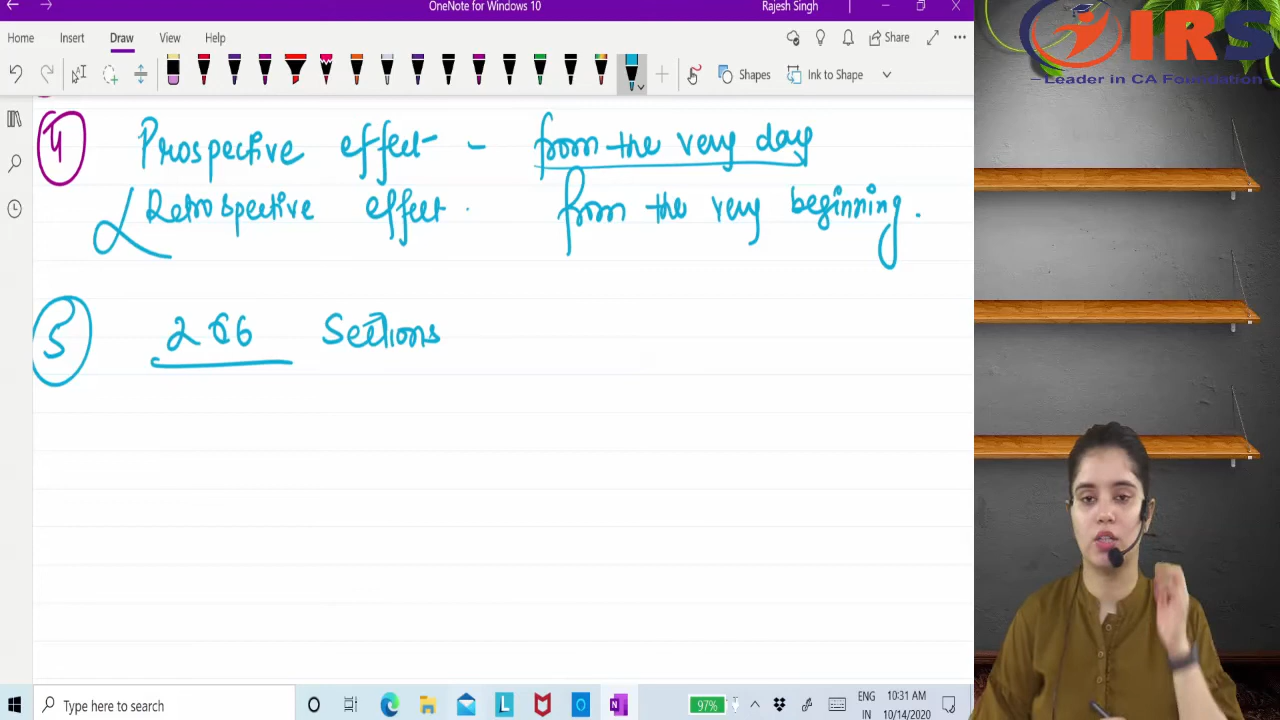 OneNote for Windows 10
Rajesh Singh
Home Insert Draw View Help
Share
Shapes
Ink to Shape
4 Prospective effect - from the very day
Retrospective effect . from the very beginning.
5 266 Sections
IRS
Leader in CA Foundation
Type here to search
97%
ENG
IN
10:31 AM
10/14/2020